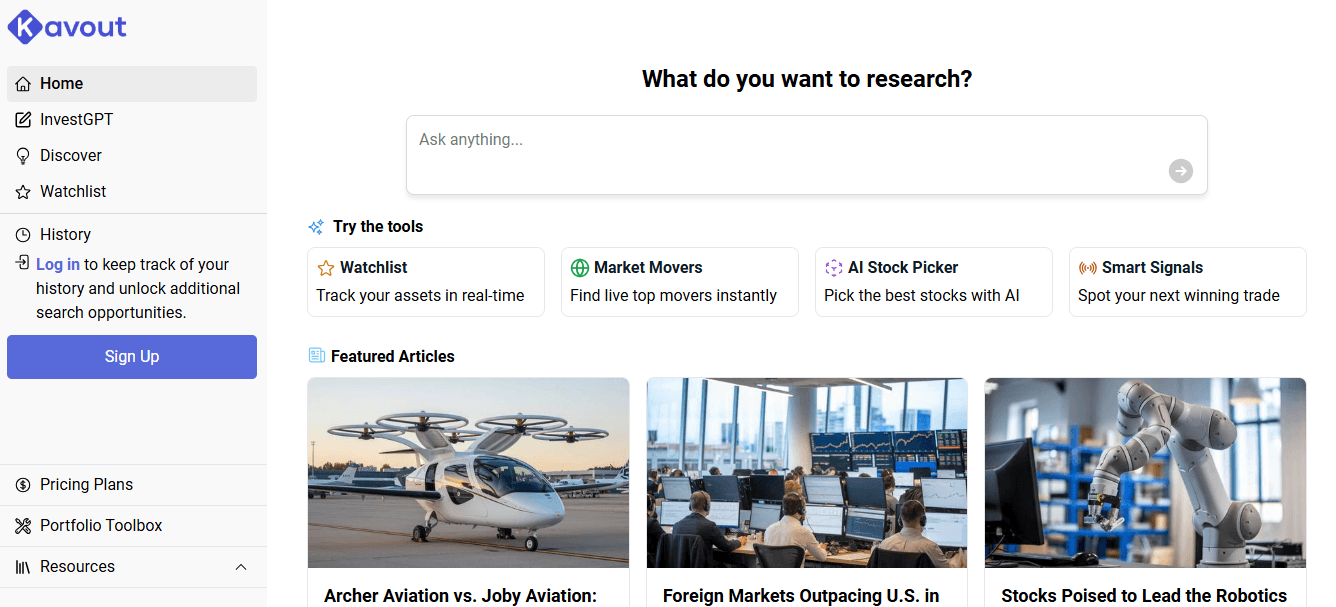 Kavout
Home
InvestGPT
Discover
Watchlist
History
Log in to keep track of your
history and unlock additional
search opportunities.
Sign Up
Pricing Plans
Portfolio Toolbox
Resources
What do you want to research?
Ask anything...
Try the tools
Watchlist
Track your assets in real-time
Market Movers
Find live top movers instantly
AI Stock Picker
Pick the best stocks with AI
Smart Signals
Spot your next winning trade
Featured Articles
Archer Aviation vs. Joby Aviation:
Foreign Markets Outpacing U.S. in
Stocks Poised to Lead the Robotics